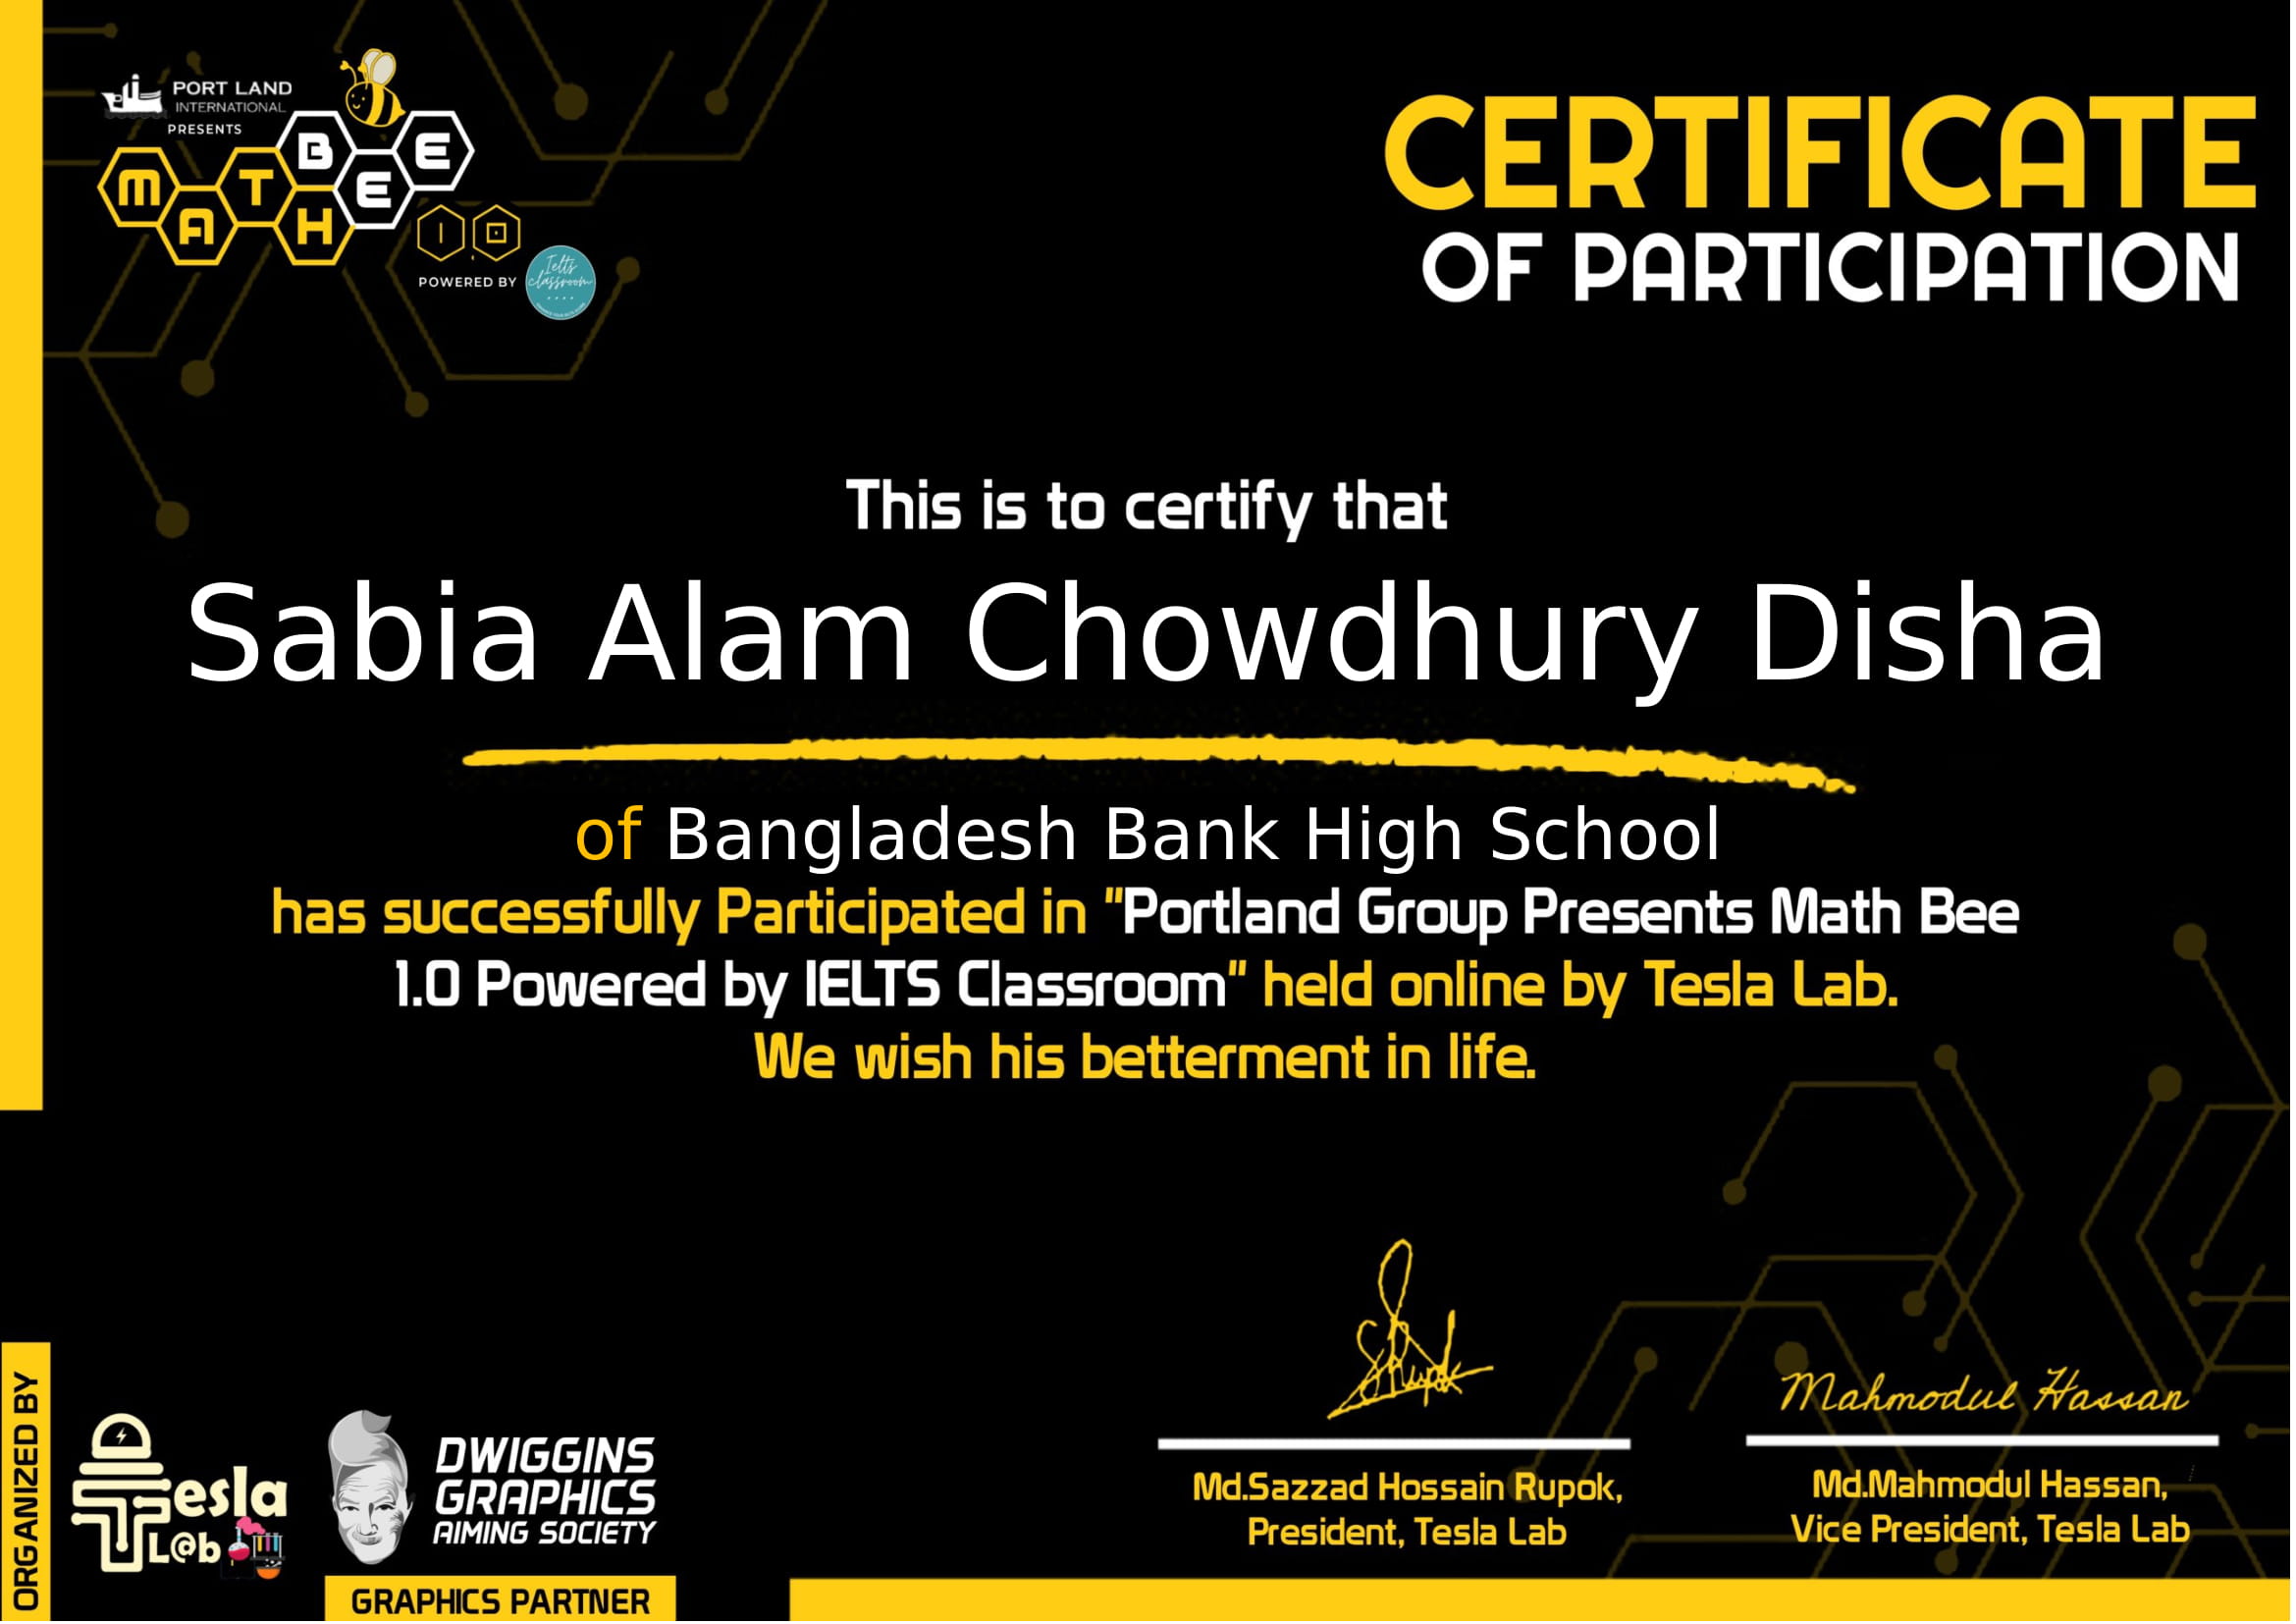 PORT LAND
INTERNATIONAL
PRESENTS
MATH BEE
1.0
POWERED BY
Ielts
classroom
CERTIFICATE
OF PARTICIPATION
This is to certify that
Sabia Alam Chowdhury Disha
of Bangladesh Bank High School
has successfully Participated in "Portland Group Presents Math Bee
1.0 Powered by IELTS Classroom" held online by Tesla Lab.
We wish his betterment in life.
Mahmodul Hassan
Md.Sazzad Hossain Rupok,
President, Tesla Lab
Md.Mahmodul Hassan,
Vice President, Tesla Lab
ORGANIZED BY
Tesla
L@b
DWIGGINS
GRAPHICS
AIMING SOCIETY
GRAPHICS PARTNER